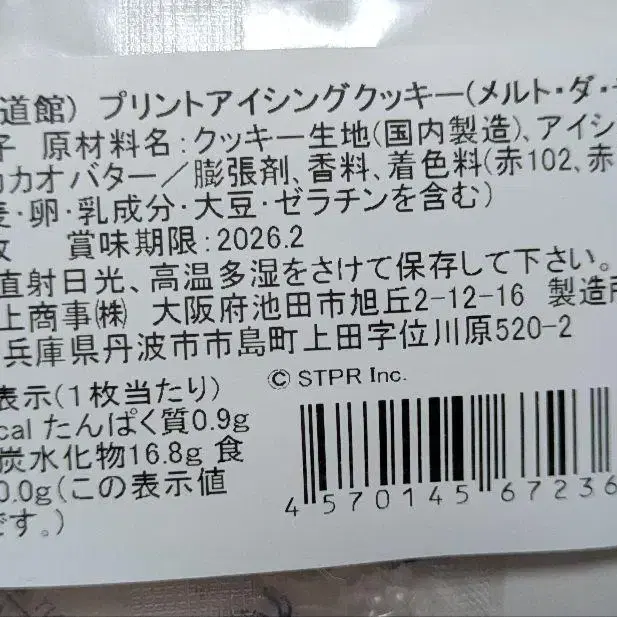 道館) プリントアイシングクッキー(メルト・ダ・
子 原材料名:クッキー生地(国内製造)、アイシ
カカオバター/膨張剤、香料、着色料(赤102、赤
麦・卵・乳成分・大豆・ゼラチンを含む)
枚 賞味期限:2026.2
直射日光、高温多湿をさけて保存して下さい。
上商事㈱ 大阪府池田市旭丘2-12-16 製造所
兵庫県丹波市市島町上田字位川原520-2
表示(1枚当たり)
cal たんぱく質0.9g
炭水化物16.8g 食
0.0g(この表示値
です。)
© STPR Inc.
4 570145 67236